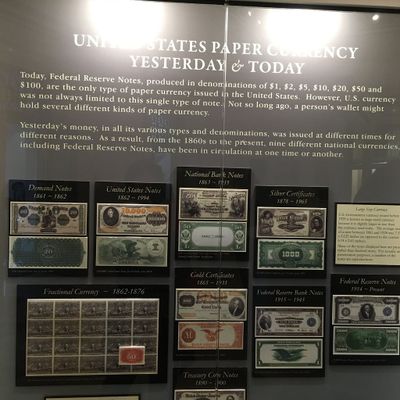 UNITED STATES PAPER CURRENCY
YESTERDAY & TODAY
Today, Federal Reserve Notes, produced in denominations of $1, $2, $5, $10, $20, $50 and
$100, are the only type of paper currency issued in the United States. However, U.S. currency
was not always limited to this single type of note. Not so long ago, a person's wallet might
hold several different kinds of paper currency.
Yesterday's money, in all its various types and denominations, was issued at different times for
different reasons. As a result, from the 1860s to the present, nine different national currencies,
including Federal Reserve Notes, have been in circulation at one time or another.
Demand Notes
1861 - 1862
United States Notes
1862 - 1994
National Bank Notes
1863 - 1935
Silver Certificates
1878 - 1965
Large Size Currency
Fractional Currency - 1862-1876
Gold Certificates
1865 - 1933
Federal Reserve Bank Notes
1915 - 1945
Federal Reserve Notes
1914 - Present
Treasury Coin Notes
1890 - 1900